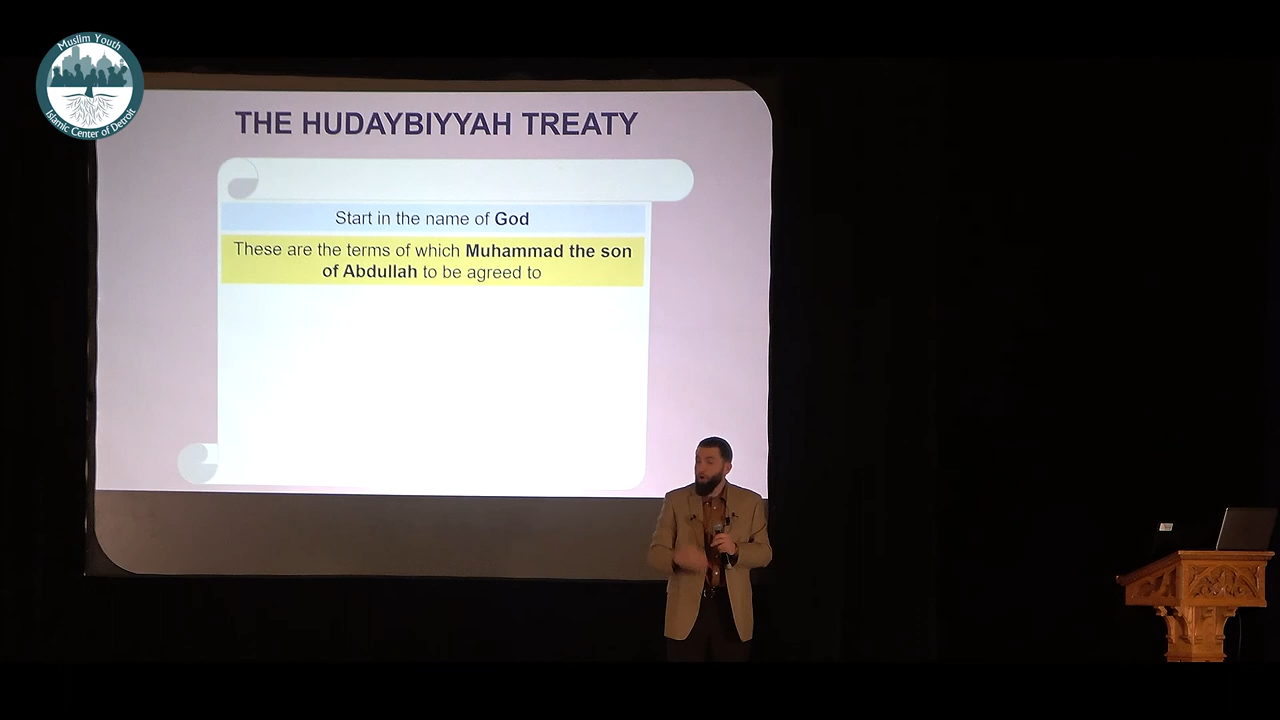 Muslim Youth
Islamic Center of Detroit
THE HUDAYBIYYAH TREATY
Start in the name of God
These are the terms of which Muhammad the son
of Abdullah to be agreed to